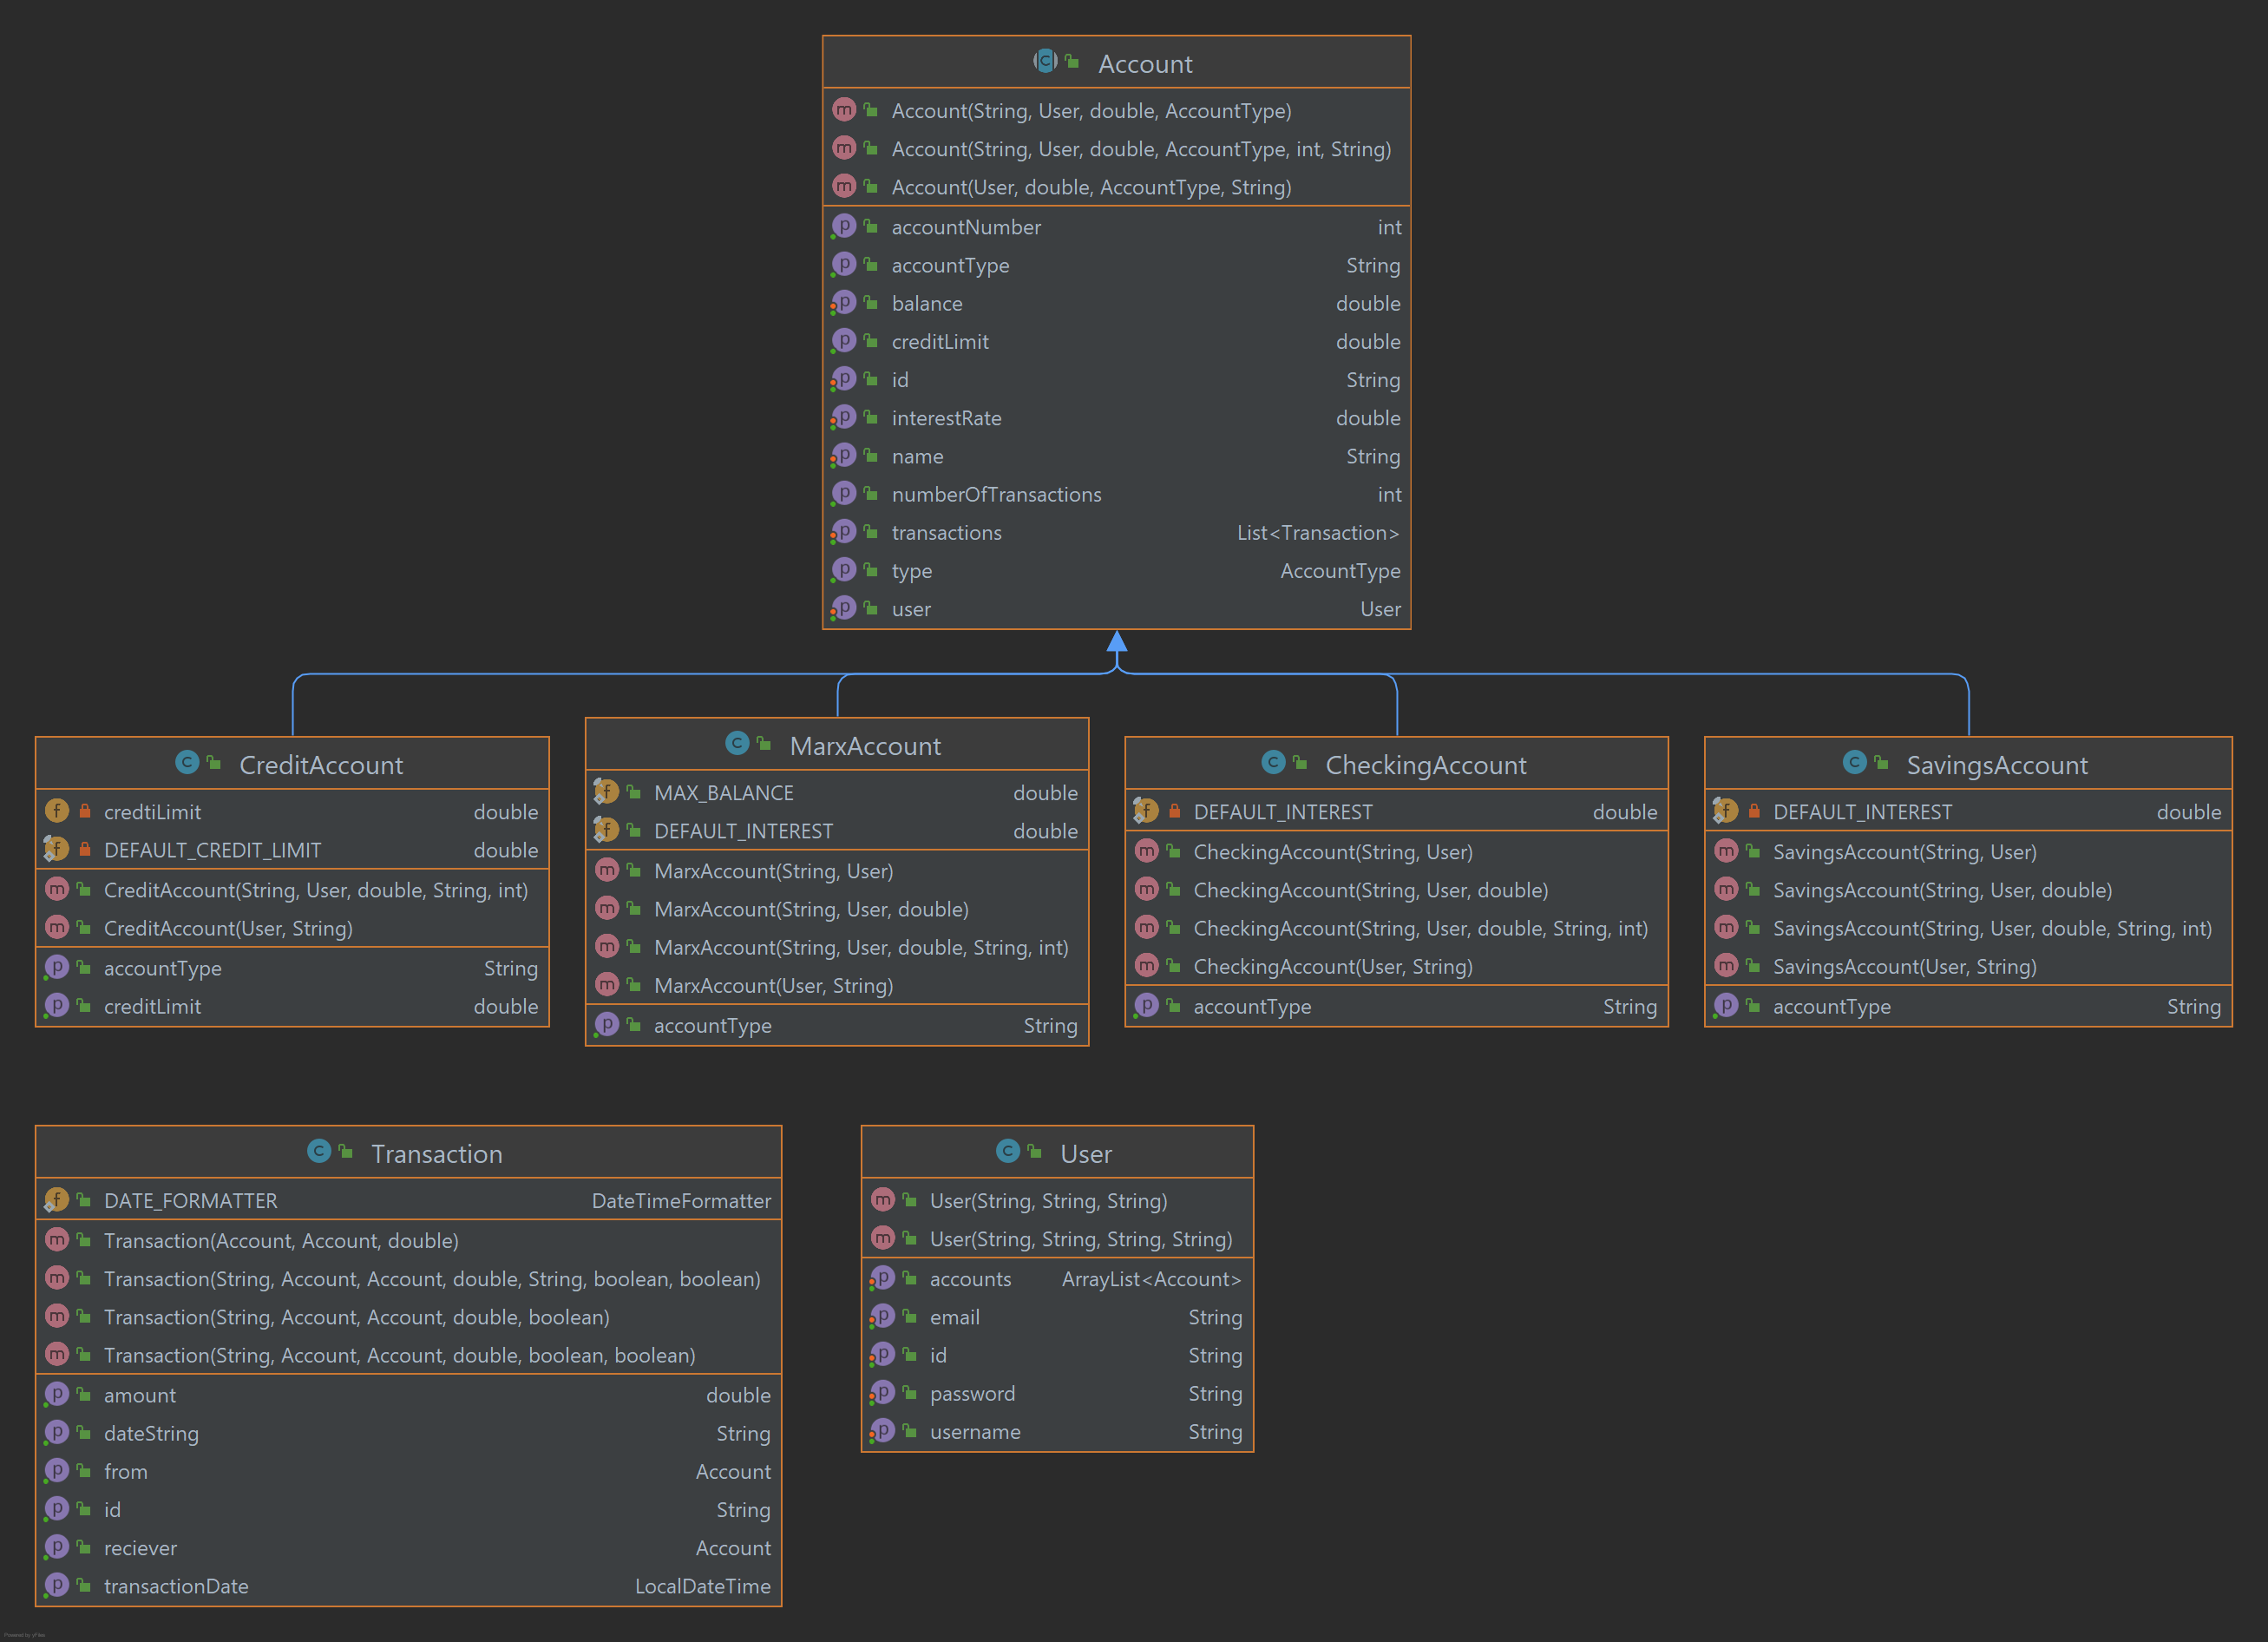 Account
Account(String, User, double, AccountType)
Account(String, User, double, AccountType, int, String)
Account(User, double, AccountType, String)
accountNumber int
accountType String
balance double
creditLimit double
id String
interestRate double
name String
numberOfTransactions int
transactions List<Transaction>
type AccountType
user User
CreditAccount
credtiLimit double
DEFAULT_CREDIT_LIMIT double
CreditAccount(String, User, double, String, int)
CreditAccount(User, String)
accountType String
creditLimit double
MarxAccount
MAX_BALANCE double
DEFAULT_INTEREST double
MarxAccount(String, User)
MarxAccount(String, User, double)
MarxAccount(String, User, double, String, int)
MarxAccount(User, String)
accountType String
CheckingAccount
DEFAULT_INTEREST double
CheckingAccount(String, User)
CheckingAccount(String, User, double)
CheckingAccount(String, User, double, String, int)
CheckingAccount(User, String)
accountType String
SavingsAccount
DEFAULT_INTEREST double
SavingsAccount(String, User)
SavingsAccount(String, User, double)
SavingsAccount(String, User, double, String, int)
SavingsAccount(User, String)
accountType String
Transaction
DATE_FORMATTER DateTimeFormatter
Transaction(Account, Account, double)
Transaction(String, Account, Account, double, String, boolean, boolean)
Transaction(String, Account, Account, double, boolean)
Transaction(String, Account, Account, double, boolean, boolean)
amount double
dateString String
from Account
id String
reciever Account
transactionDate LocalDateTime
User
User(String, String, String)
User(String, String, String, String)
accounts ArrayList<Account>
email String
id String
password String
username String
Powered by yFiles